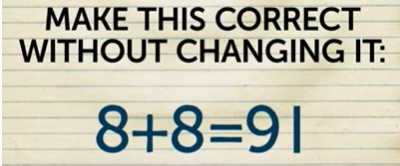 MAKE THIS CORRECT
WITHOUT CHANGING IT:
8+8=91